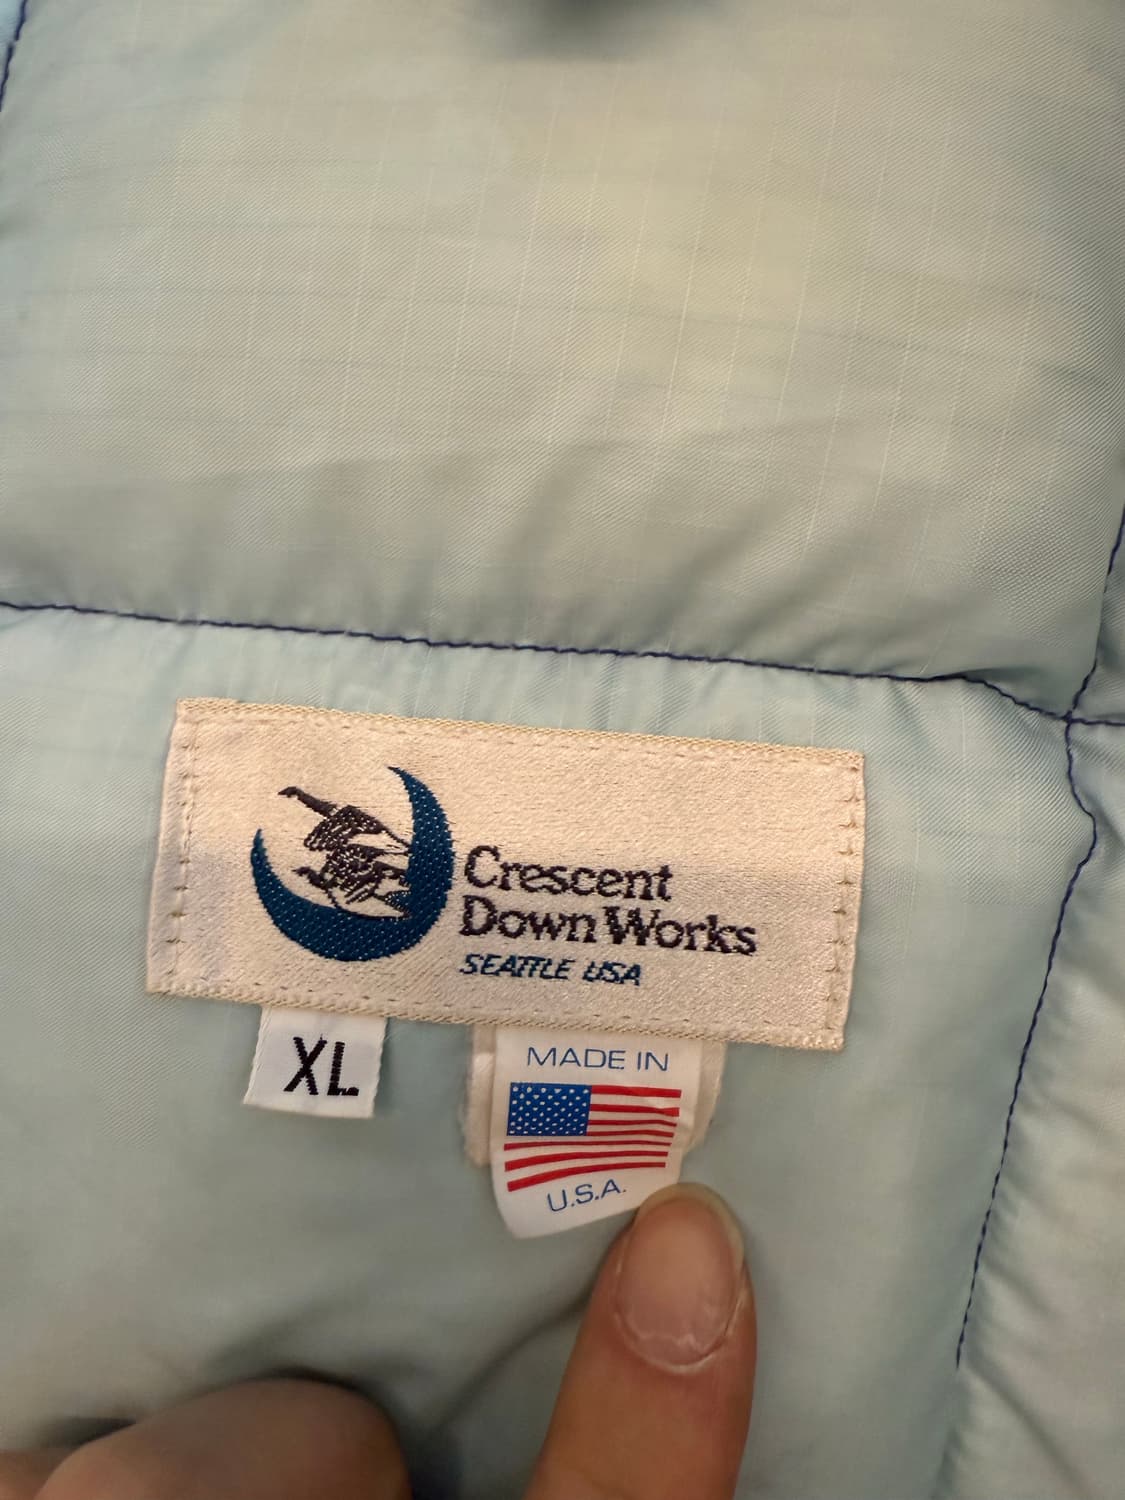 Crescent
Down Works
SEATTLE USA
XL
MADE IN
U.S.A.